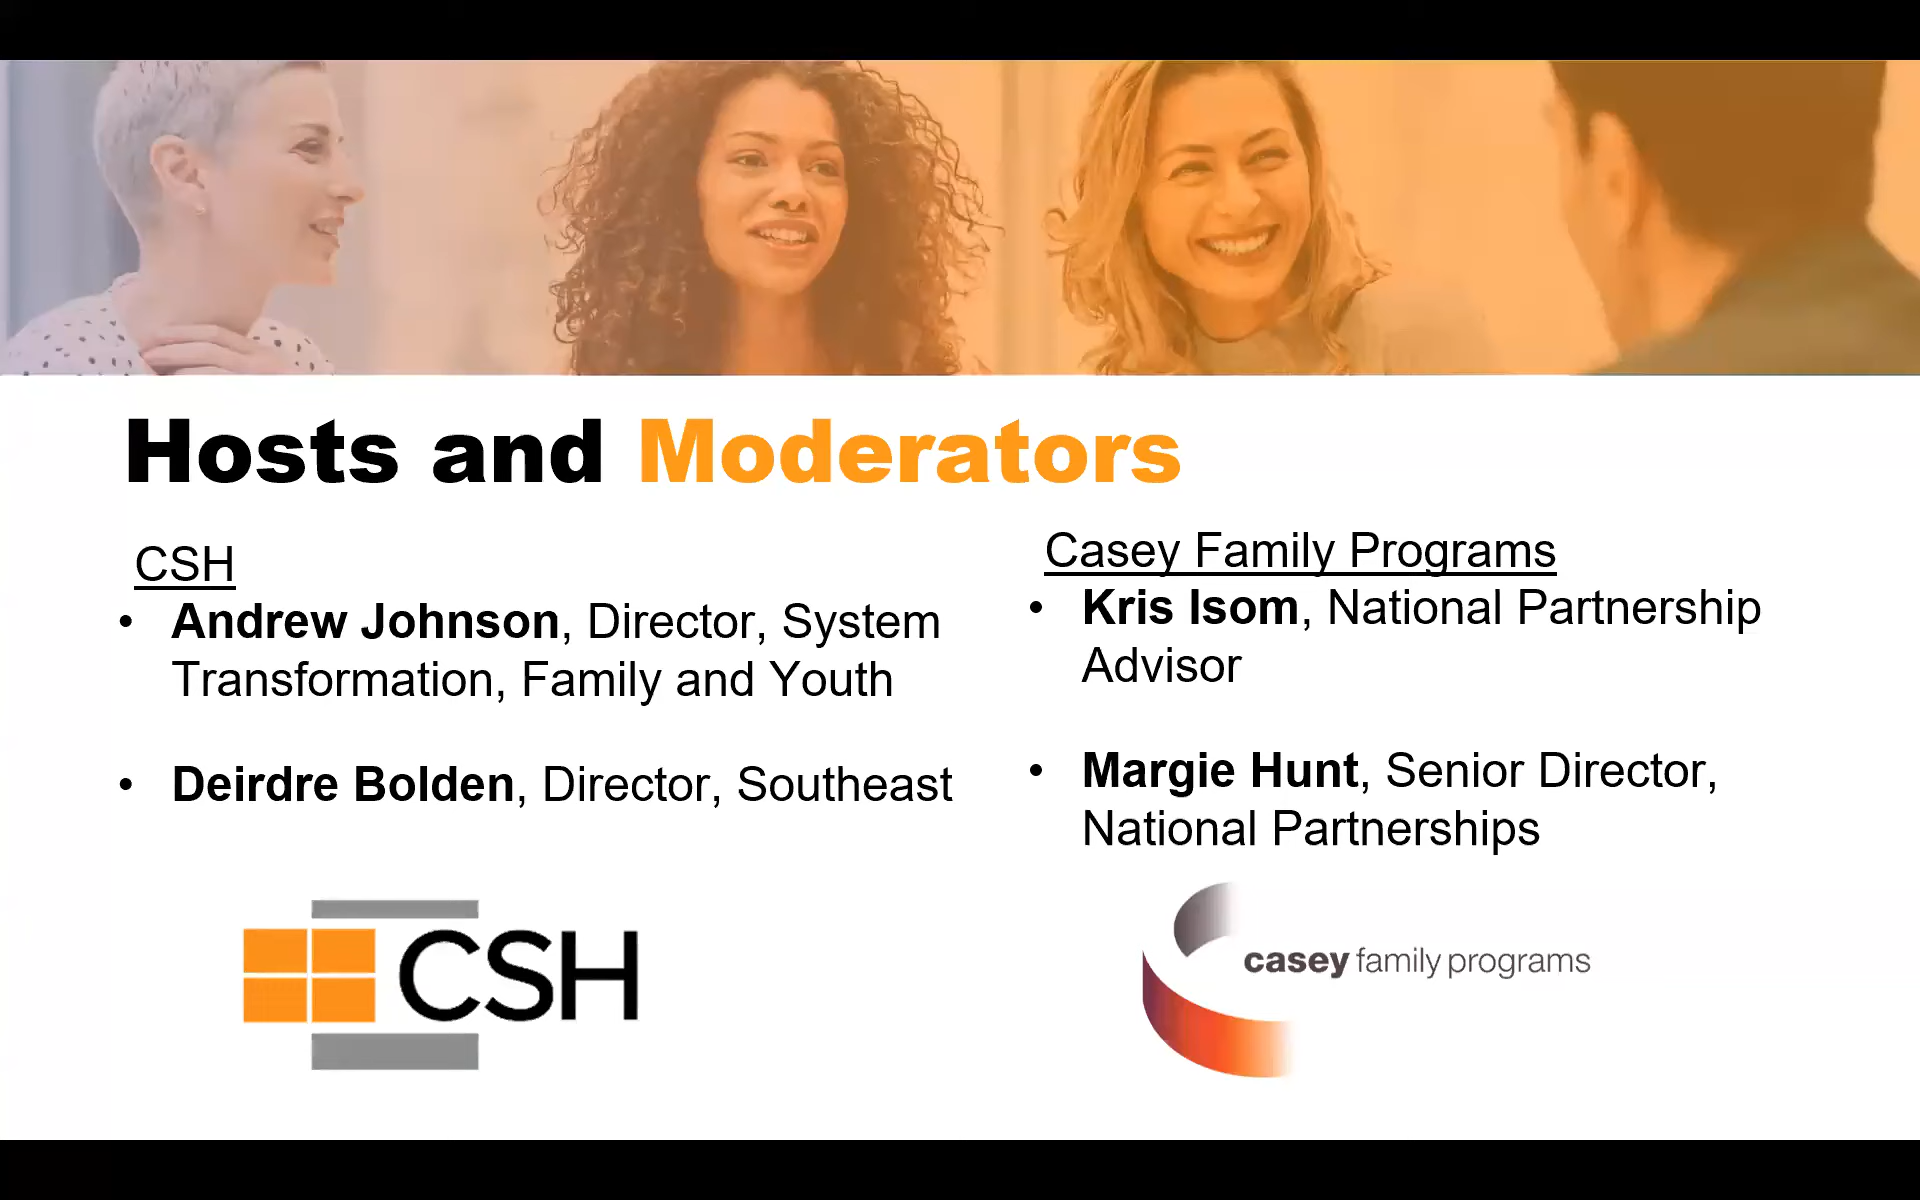 Hosts and Moderators
CSH
• Andrew Johnson, Director, System
Transformation, Family and Youth
• Deirdre Bolden, Director, Southeast
Casey Family Programs
• Kris Isom, National Partnership
Advisor
• Margie Hunt, Senior Director,
National Partnerships
CSH
casey family programs